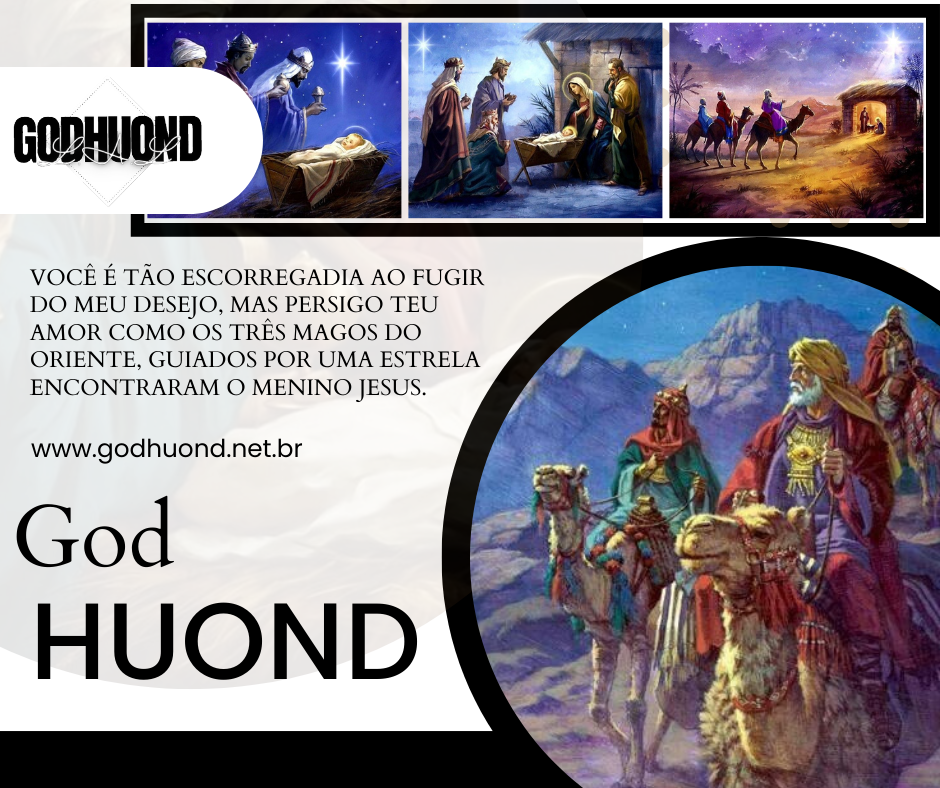 GODHUOND
VOCÊ É TÃO ESCORREGADIA AO FUGIR
DO MEU DESEJO, MAS PERSIGO TEU
AMOR COMO OS TRÊS MAGOS DO
ORIENTE, GUIADOS POR UMA ESTRELA
ENCONTRARAM O MENINO JESUS.
www.godhuond.net.br
God
HUOND